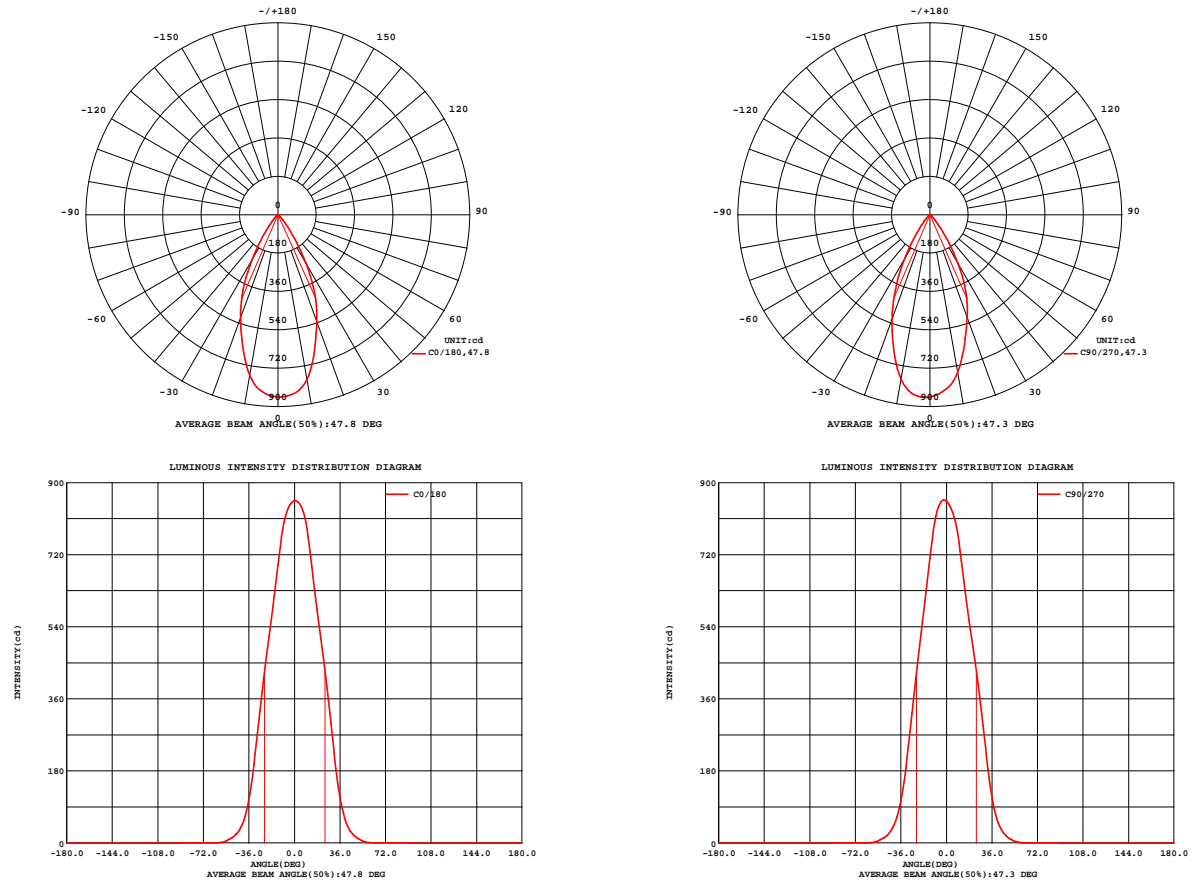 -/+180
-150 150
-120 120
-90 90
-60 60
-30 30
0
180
360
540
720
900
0
UNIT:cd
C0/180,47.8
AVERAGE BEAM ANGLE(50%):47.8 DEG
-/+180
-150 150
-120 120
-90 90
-60 60
-30 30
0
180
360
540
720
900
0
UNIT:cd
C90/270,47.3
AVERAGE BEAM ANGLE(50%):47.3 DEG
LUMINOUS INTENSITY DISTRIBUTION DIAGRAM
C0/180
INTENSITY(cd)
900
720
540
360
180
0
-180.0 -144.0 -108.0 -72.0 -36.0 0.0 36.0 72.0 108.0 144.0 180.0
ANGLE(DEG)
AVERAGE BEAM ANGLE(50%):47.8 DEG
LUMINOUS INTENSITY DISTRIBUTION DIAGRAM
C90/270
INTENSITY(cd)
900
720
540
360
180
0
-180.0 -144.0 -108.0 -72.0 -36.0 0.0 36.0 72.0 108.0 144.0 180.0
ANGLE(DEG)
AVERAGE BEAM ANGLE(50%):47.3 DEG